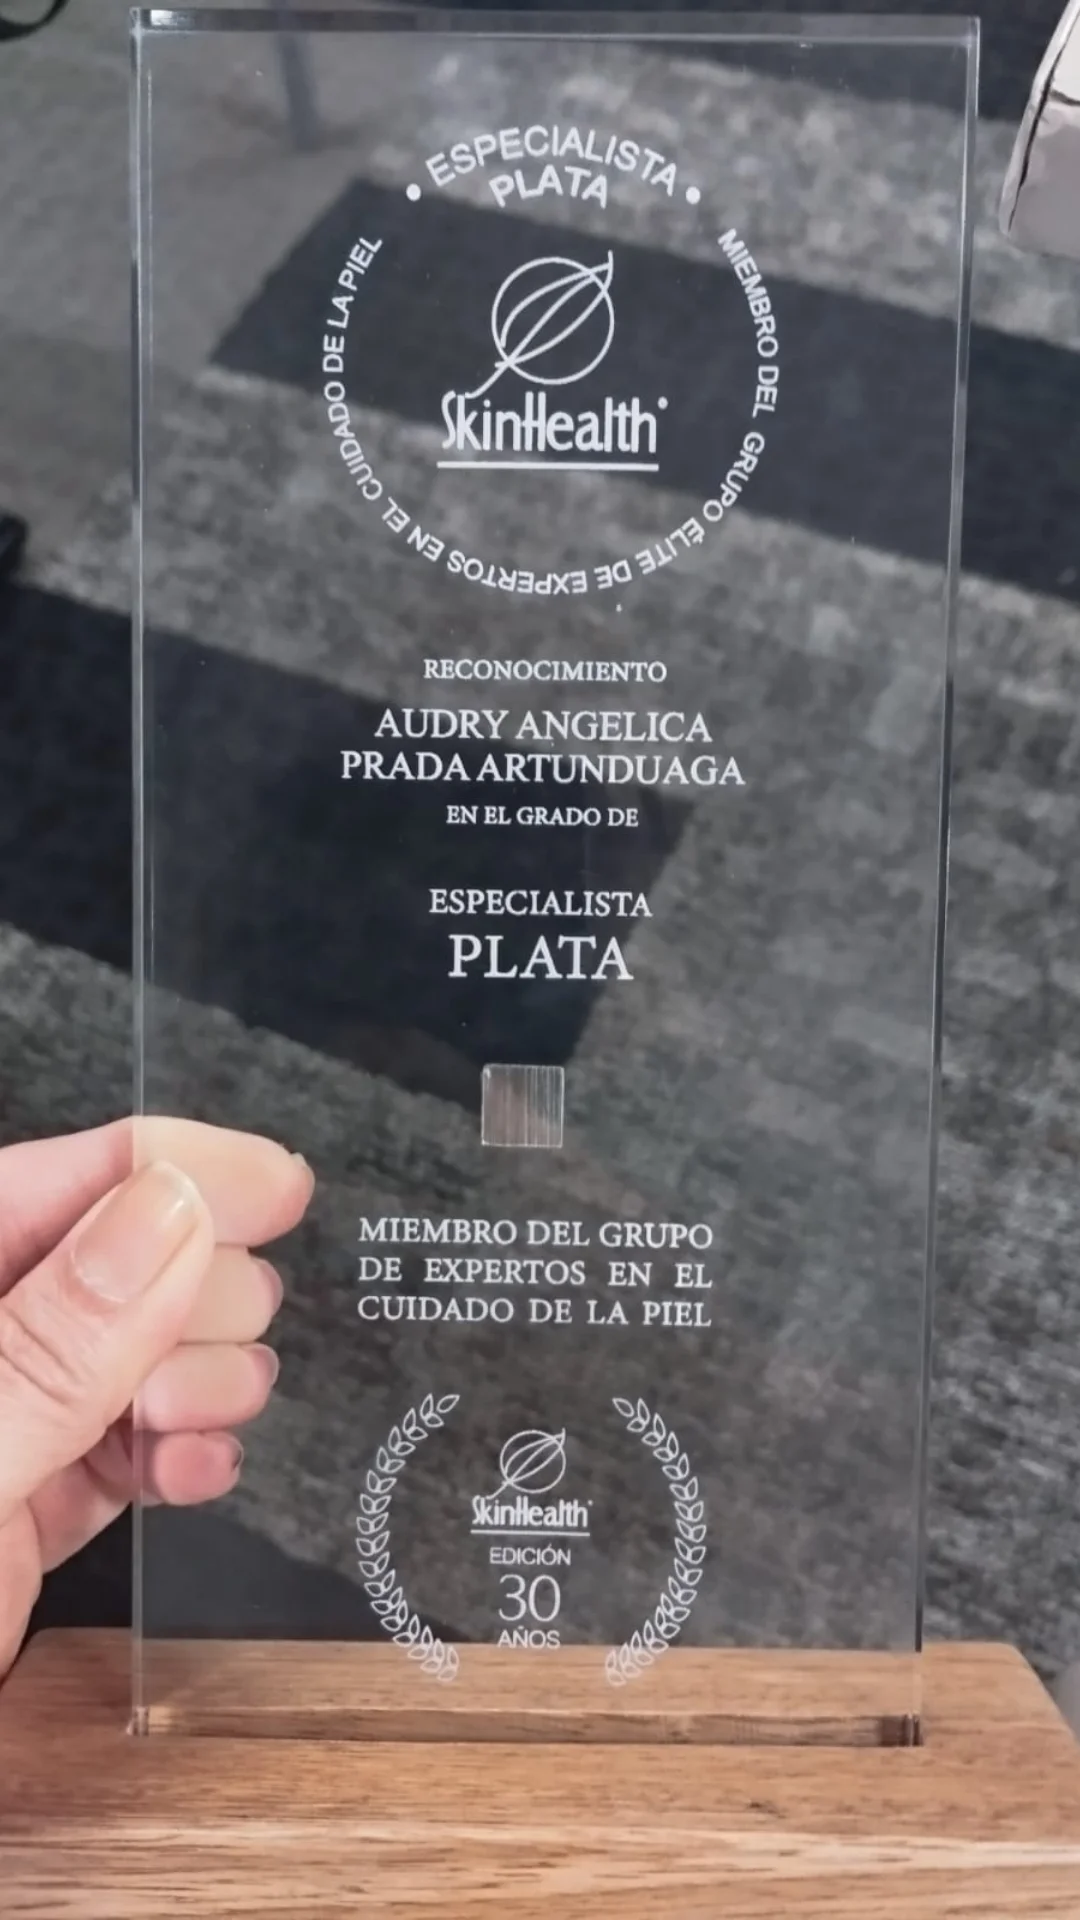 • ESPECIALISTA •
PLATA
MIEMBRO DEL GRUPO ÉLITE DE EXPERTOS EN EL CUIDADO DE LA PIEL
SkinHealth
RECONOCIMIENTO
AUDRY ANGELICA
PRADA ARTUNDUAGA
EN EL GRADO DE
ESPECIALISTA
PLATA
MIEMBRO DEL GRUPO
DE EXPERTOS EN EL
CUIDADO DE LA PIEL
SkinHealth
EDICIÓN
30
AÑOS